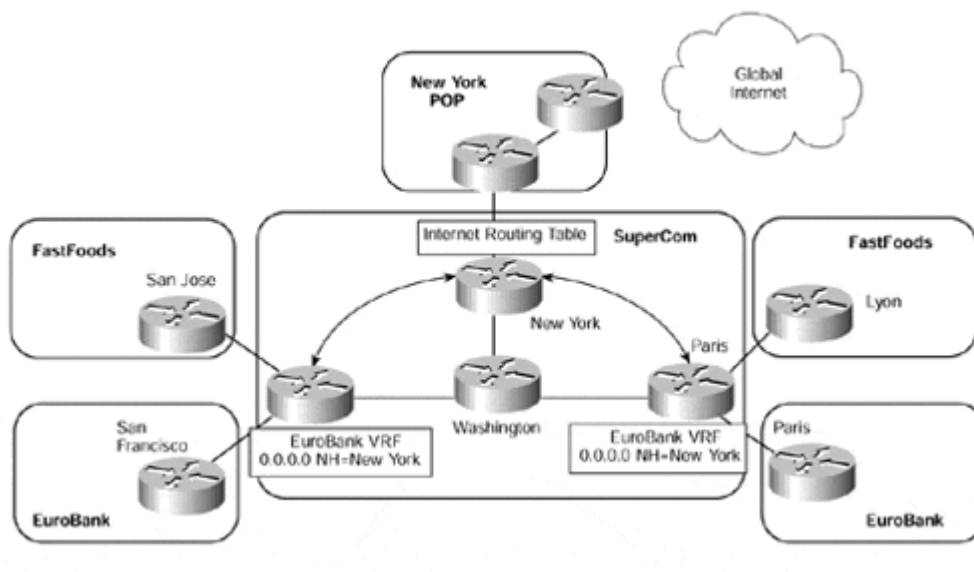 New York
POP
Global
Internet
Internet Routing Table
SuperCom
FastFoods
San Jose
FastFoods
Lyon
New York
Paris
Washington
San
Francisco
EuroBank VRF
0.0.0.0 NH=New York
EuroBank VRF
0.0.0.0 NH=New York
Paris
EuroBank
EuroBank